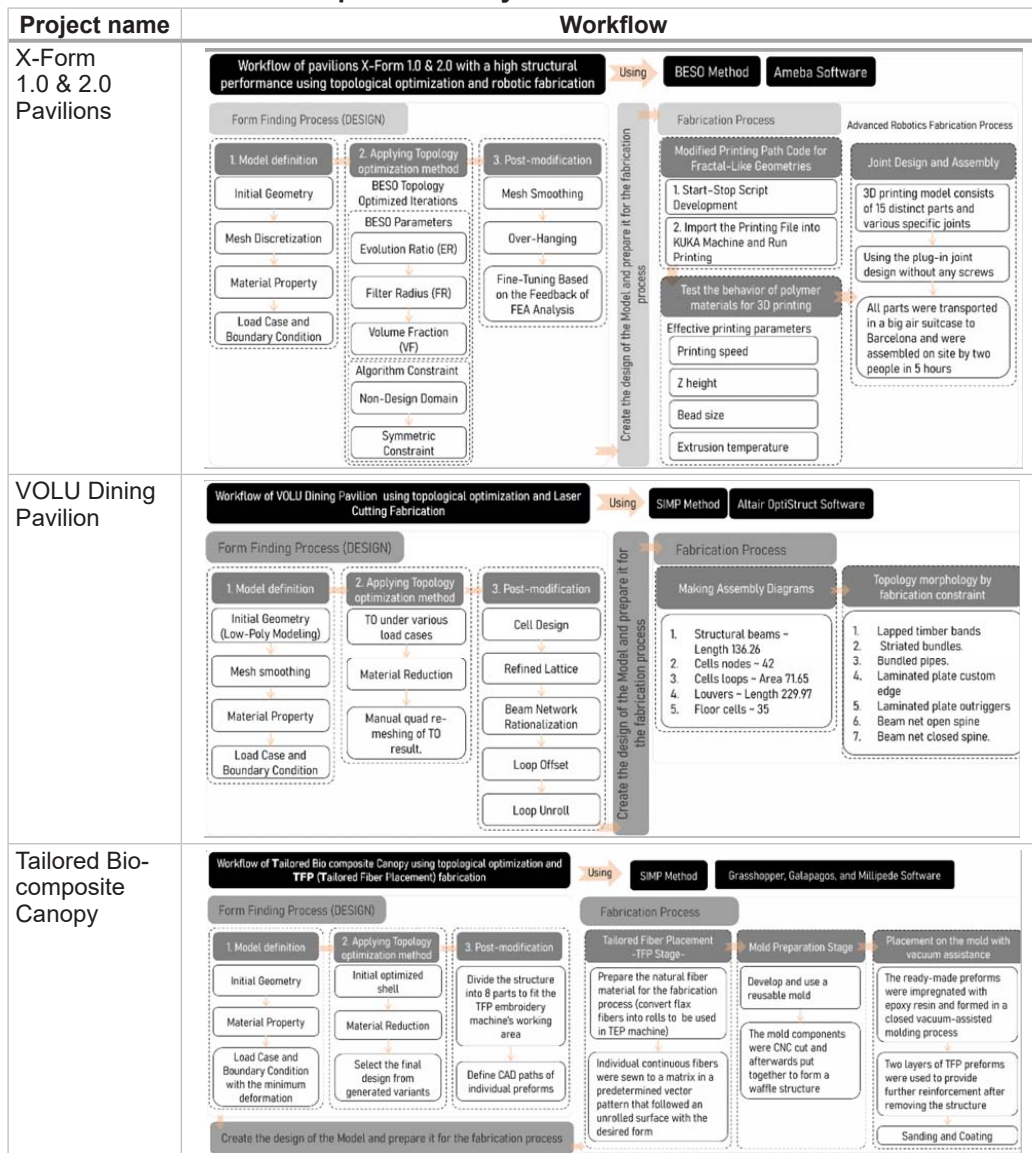 Project name
Workflow
X-Form
1.0 & 2.0
Pavilions
Workflow of pavilions X-Form 1.0 & 2.0 with a high structural
performance using topological optimization and robotic fabrication
Using
BESO Method
Ameba Software
Form Finding Process (DESIGN)
1. Model definition
Initial Geometry
Mesh Discretization
Material Property
Load Case and
Boundary Condition
2. Applying Topology
optimization method
BESO Topology
Optimized Iterations
BESO Parameters
Evolution Ratio (ER)
Filter Radius (FR)
Volume Fraction
(VF)
Algorithm Constraint
Non-Design Domain
Symmetric
Constraint
3. Post-modification
Mesh Smoothing
Over-Hanging
Fine-Tuning Based
on the Feedback of
FEA Analysis
Create the design of the Model and prepare it for the fabrication
process
Fabrication Process
Modified Printing Path Code for
Fractal-Like Geometries
1. Start-Stop Script
Development
2. Import the Printing File into
KUKA Machine and Run
Printing
Test the behavior of polymer
materials for 3D printing
Effective printing parameters
Printing speed
Z height
Bead size
Extrusion temperature
Advanced Robotics Fabrication Process
Joint Design and Assembly
3D printing model consists
of 15 distinct parts and
various specific joints
Using the plug-in joint
design without any screws
All parts were transported
in a big air suitcase to
Barcelona and were
assembled on site by two
people in 5 hours
VOLU Dining
Pavilion
Workflow of VOLU Dining Pavilion using topological optimization and Laser
Cutting Fabrication
Using
SIMP Method
Altair OptiStruct Software
Form Finding Process (DESIGN)
1. Model definition
Initial Geometry
(Low-Poly Modeling)
Mesh smoothing
Material Property
Load Case and
Boundary Condition
2. Applying Topology
optimization method
TO under various
load cases
Material Reduction
Manual quad re-
meshing of TO
result.
3. Post-modification
Cell Design
Refined Lattice
Beam Network
Rationalization
Loop Offset
Loop Unroll
Create the design of the Model and prepare it for
the fabrication process
Fabrication Process
Making Assembly Diagrams
1. Structural beams ~
Length 136.26
2. Cells nodes ~ 42
3. Cells loops ~ Area 71.65
4. Louvers ~ Length 229.97
5. Floor cells ~ 35
Topology morphology by
fabrication constraint
1. Lapped timber bands
2. Striated bundles.
3. Bundled pipes.
4. Laminated plate custom
edge
5. Laminated plate outriggers
6. Beam net open spine
7. Beam net closed spine.
Tailored Bio-
composite
Canopy
Workflow of Tailored Bio composite Canopy using topological optimization and
TFP (Tailored Fiber Placement) fabrication
Using
SIMP Method
Grasshopper, Galapagos, and Millipede Software
Form Finding Process (DESIGN)
1. Model definition
Initial Geometry
Material Property
Load Case and
Boundary Condition
with the minimum
deformation
2. Applying Topology
optimization method
Initial optimized
shell
Material Reduction
Select the final
design from
generated variants
3. Post-modification
Divide the structure
into 8 parts to fit the
TFP embroidery
machine's working
area
Define CAD paths of
individual preforms
Create the design of the Model and prepare it for the fabrication process
Fabrication Process
Tailored Fiber Placement
-TFP Stage-
Prepare the natural fiber
material for the fabrication
process (convert flax
fibers into rolls to be used
in TEP machine)
Individual continuous fibers
were sewn to a matrix in a
predetermined vector
pattern that followed an
unrolled surface with the
desired form
Mold Preparation Stage
Develop and use a
reusable mold
The mold components
were CNC cut and
afterwards put
together to form a
waffle structure
Placement on the mold with
vacuum assistance
The ready-made preforms
were impregnated with
epoxy resin and formed in a
closed vacuum-assisted
molding process
Two layers of TFP preforms
were used to provide
further reinforcement after
removing the structure
Sanding and Coating